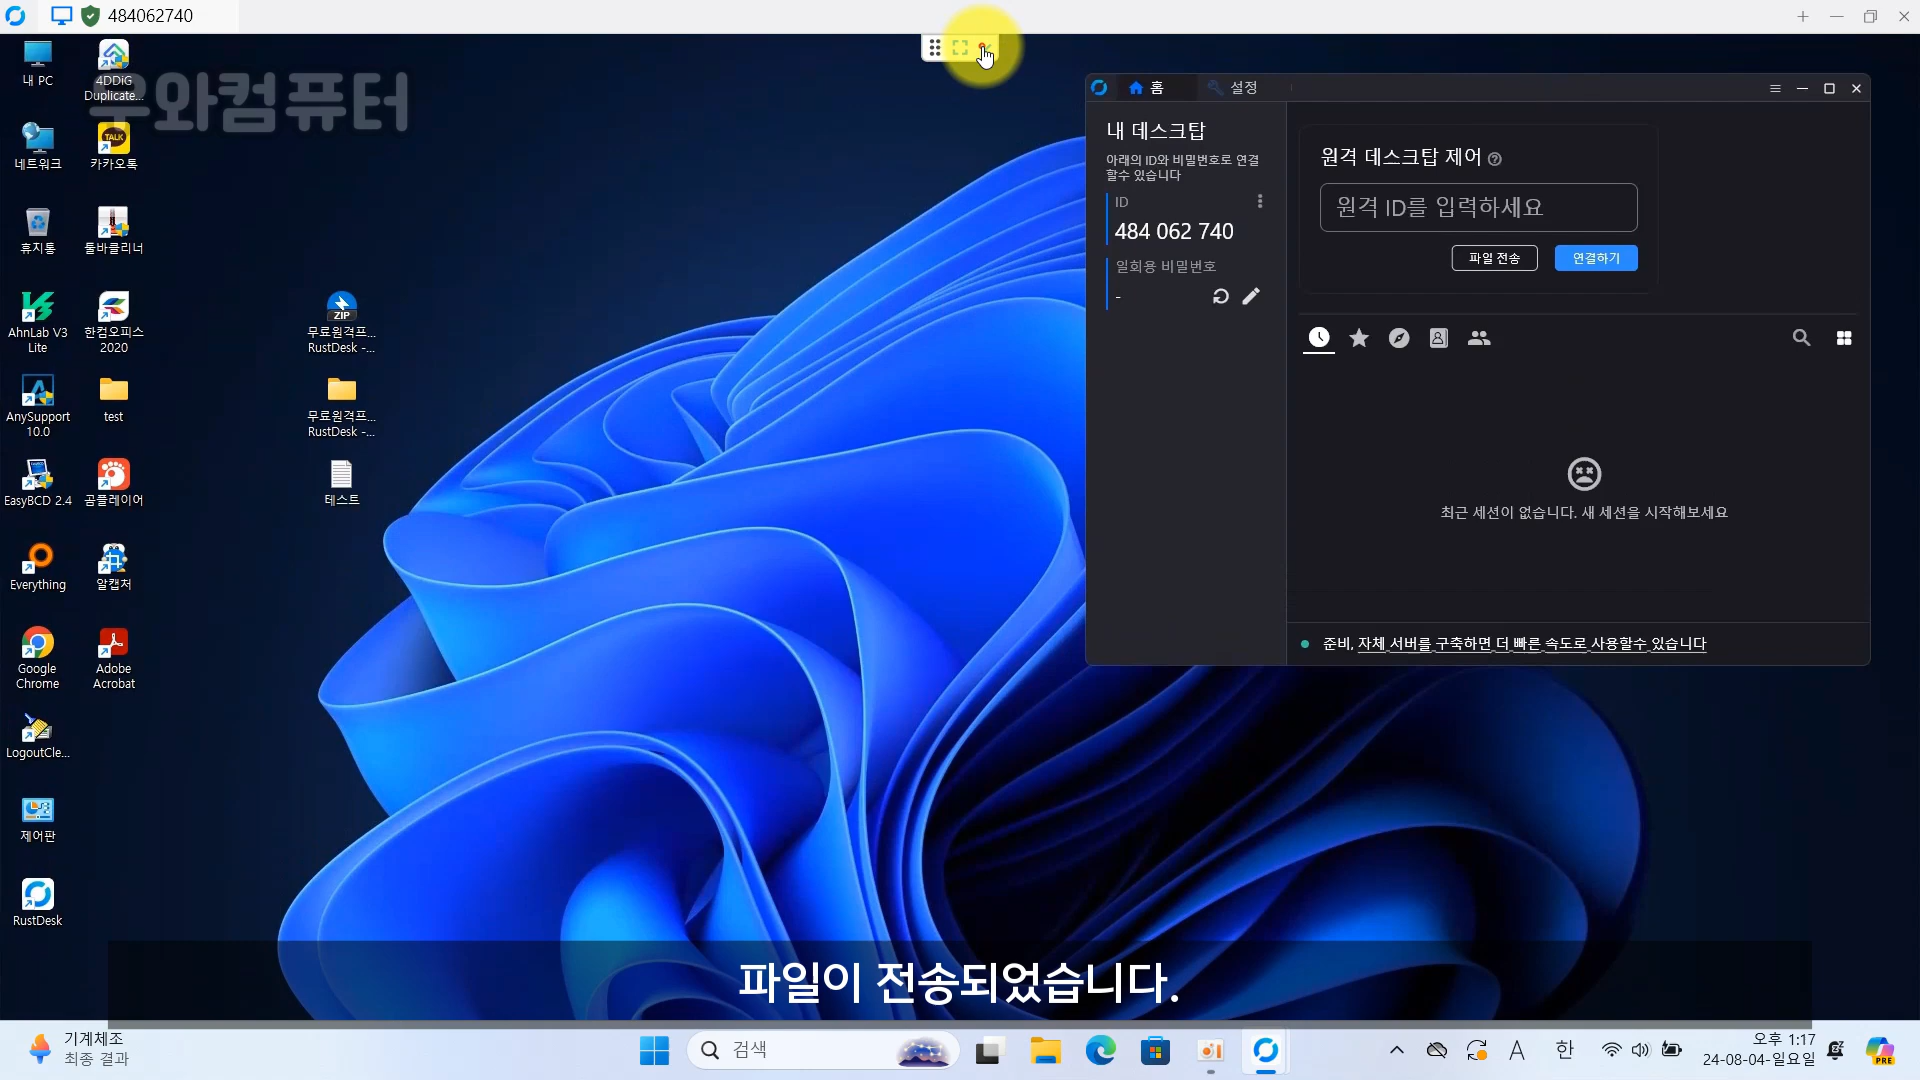 484062740
내 PC
4DDiG
Duplicate...
우와컴퓨터
네트워크
TALK
카카오톡
휴지통
툴바클리너
AhnLab V3
Lite
한컴오피스
2020
ZIP
무료원격프...
RustDesk -...
AnySupport
10.0
test
무료원격프...
RustDesk -...
EasyBCD 2.4
곰플레이어
테스트
Everything
알캡처
Google
Chrome
Adobe
Acrobat
LogoutCle...
제어판
RustDesk
홈
설정
내 데스크탑
아래의 ID와 비밀번호로 연결
할수 있습니다
ID
484 062 740
일회용 비밀번호
-
원격 데스크탑 제어
원격 ID를 입력하세요
파일 전송
연결하기
최근 세션이 없습니다. 새 세션을 시작해보세요
준비, 자체 서버를 구축하면 더 빠른 속도로 사용할수 있습니다
파일이 전송되었습니다.
기계체조
최종 결과
검색
A
한
오후 1:17
24-08-04-일요일
PRE